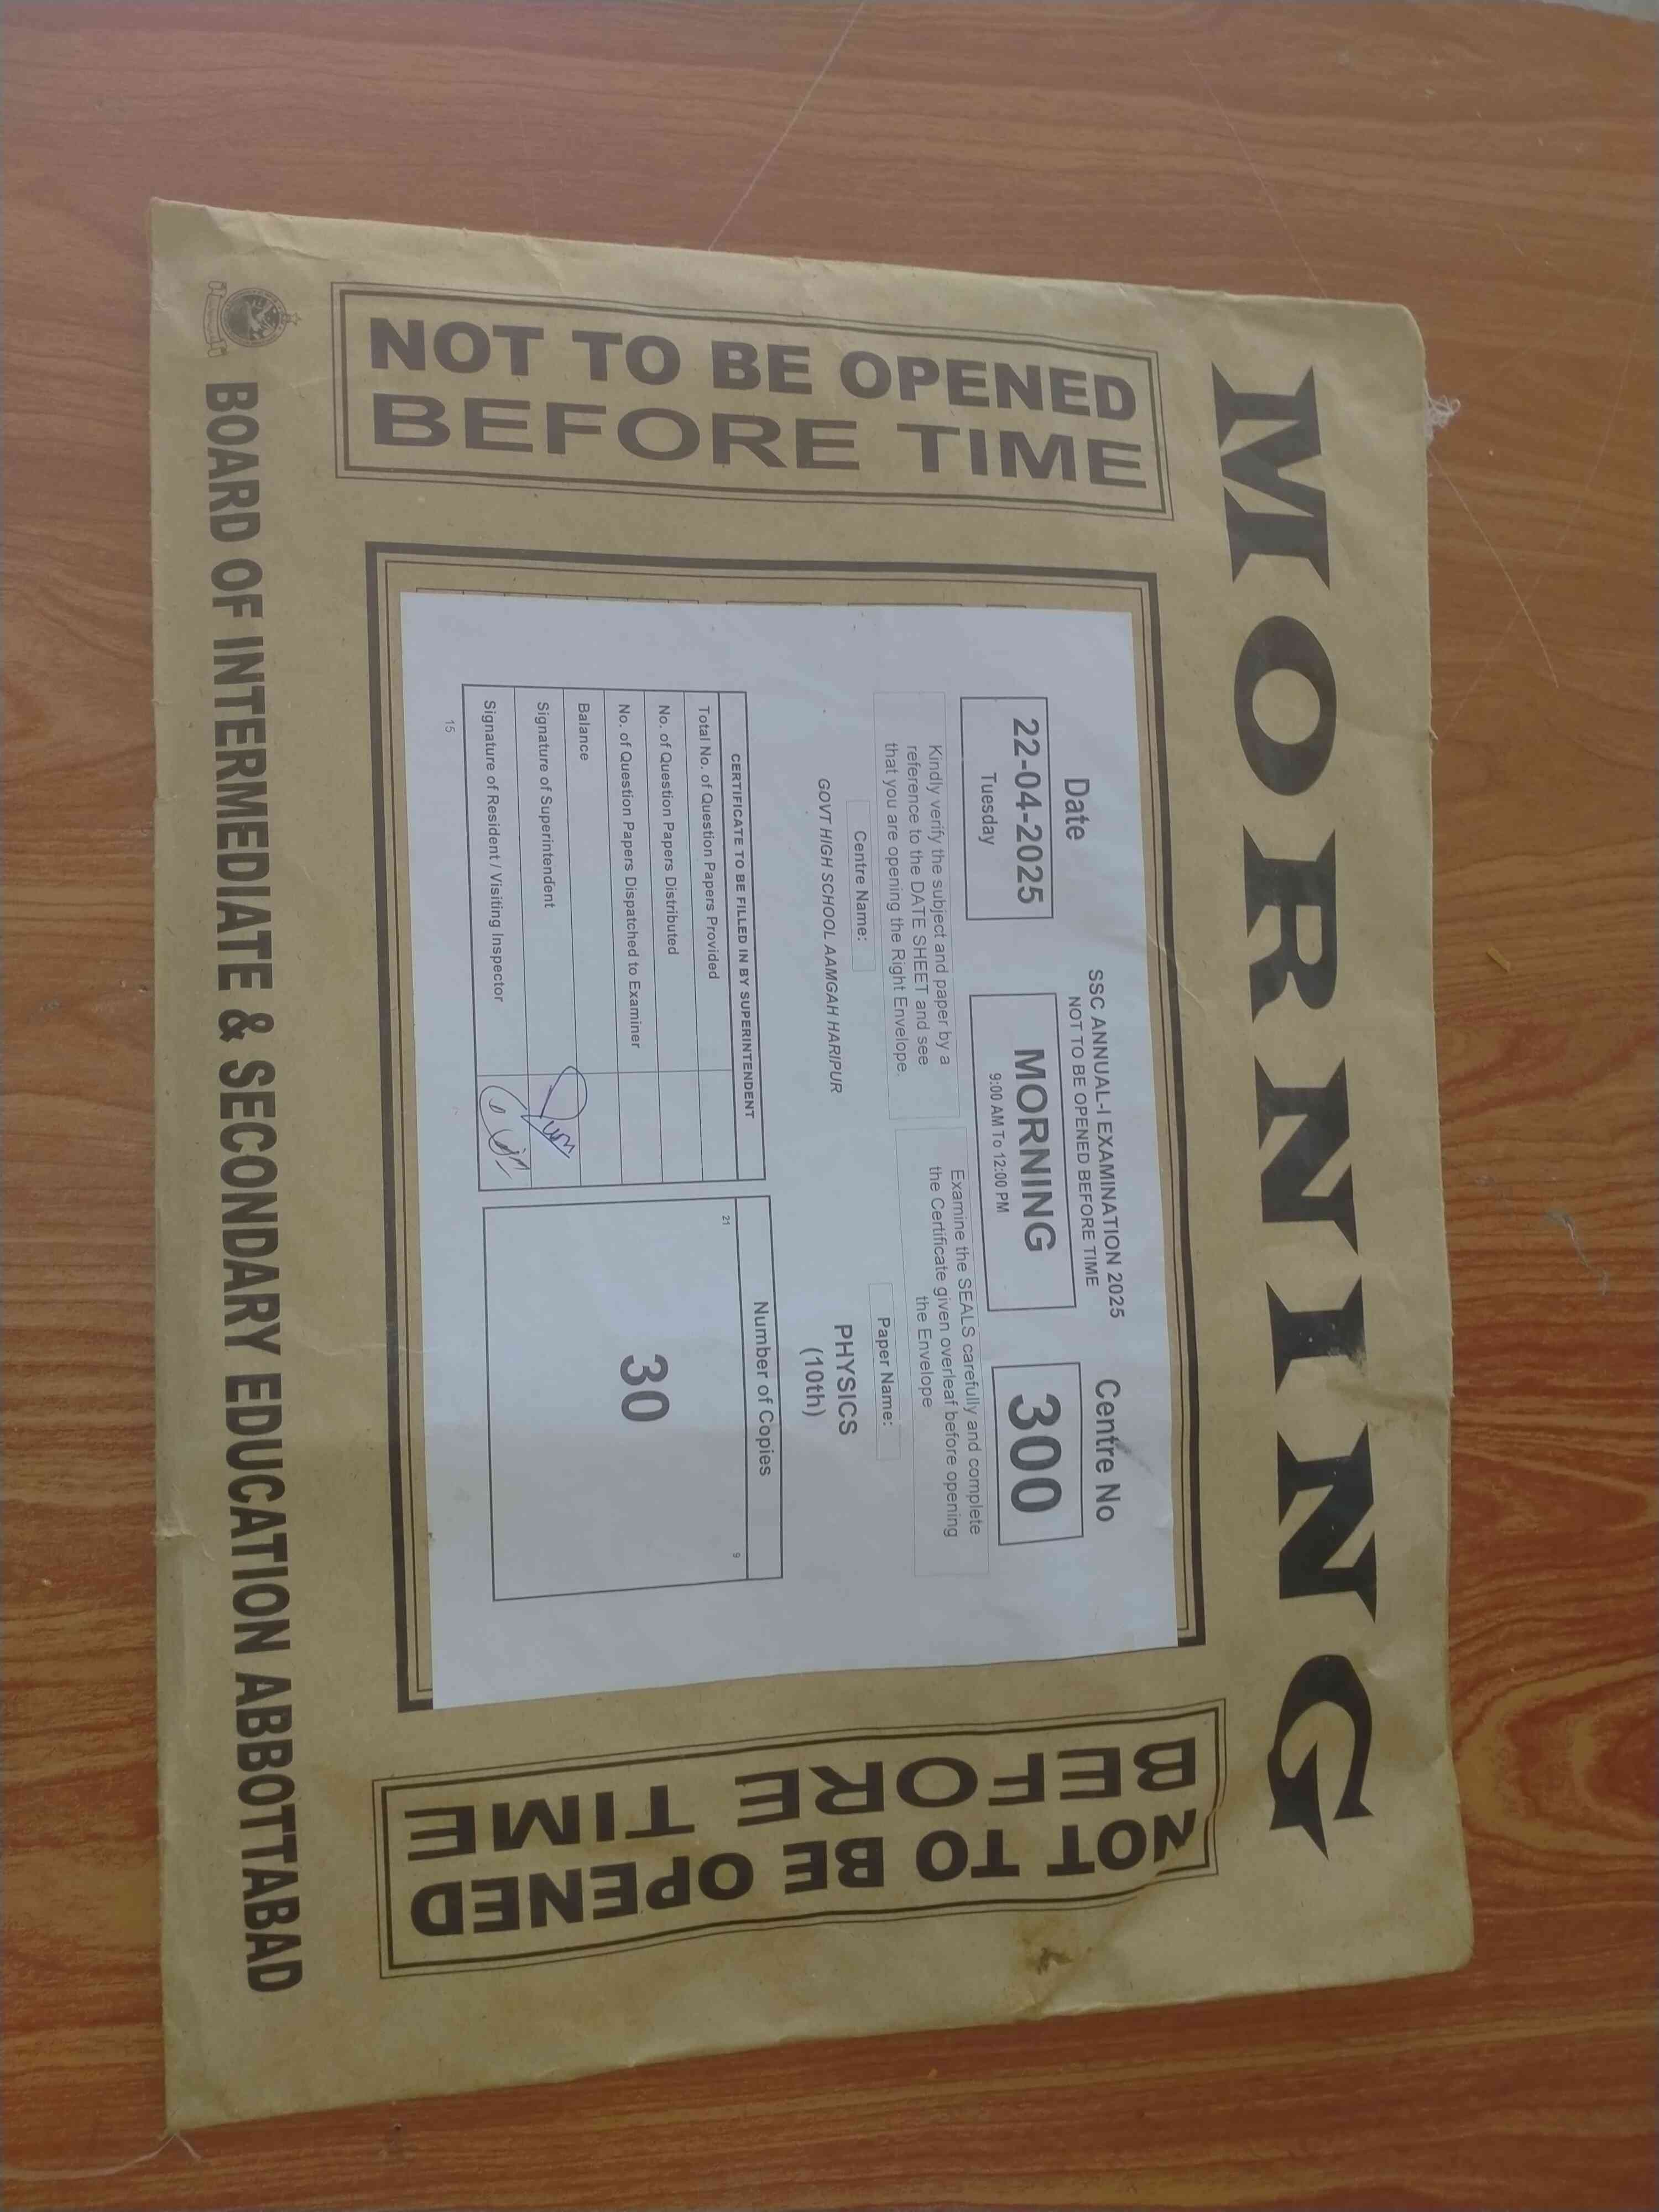 MORNING
NOT TO BE OPENED
BEFORE TIME
SSC ANNUAL-I EXAMINATION 2025
NOT TO BE OPENED BEFORE TIME
Date
Centre No
22-04-2025
Tuesday
MORNING
9:00 AM To 12:00 PM
300
Kindly verify the subject and paper by a
reference to the DATE SHEET and see
that you are opening the Right Envelope.
Examine the SEALS carefully and complete
the Certificate given overleaf before opening
the Envelope
Centre Name:
Paper Name:
GOVT HIGH SCHOOL AAMGAH HARIPUR
PHYSICS
(10th)
CERTIFICATE TO BE FILLED IN BY SUPERINTENDENT
Total No. of Question Papers Provided
No. of Question Papers Distributed
No. of Question Papers Dispatched to Examiner
Balance
Signature of Superintendent
Signature of Resident / Visiting Inspector
15
Number of Copies
21
9
30
NOT TO BE OPENED
BEFORE TIME
BOARD OF INTERMEDIATE & SECONDARY EDUCATION ABBOTTABAD